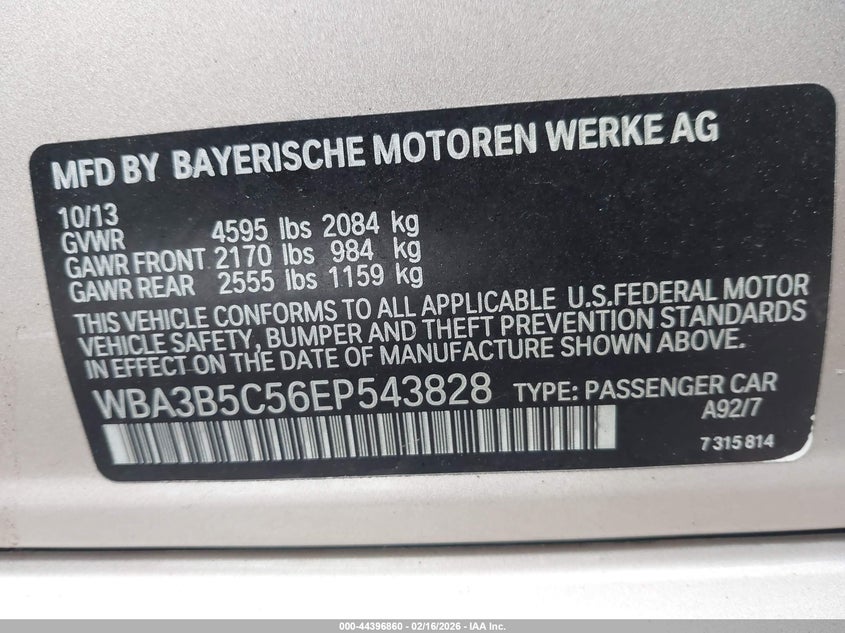 MFD BY BAYERISCHE MOTOREN WERKE AG
10/13
GVWR 4595 lbs 2084 kg
GAWR FRONT 2170 lbs 984 kg
GAWR REAR 2555 lbs 1159 kg
THIS VEHICLE CONFORMS TO ALL APPLICABLE U.S.FEDERAL MOTOR
VEHICLE SAFETY, BUMPER AND THEFT PREVENTION STANDARDS
IN EFFECT ON THE DATE OF MANUFACTURE SHOWN ABOVE.
WBA3B5C56EP543828 TYPE: PASSENGER CAR
A92/7
7 315 814
000-44396860 - 02/16/2026 - IAA Inc.